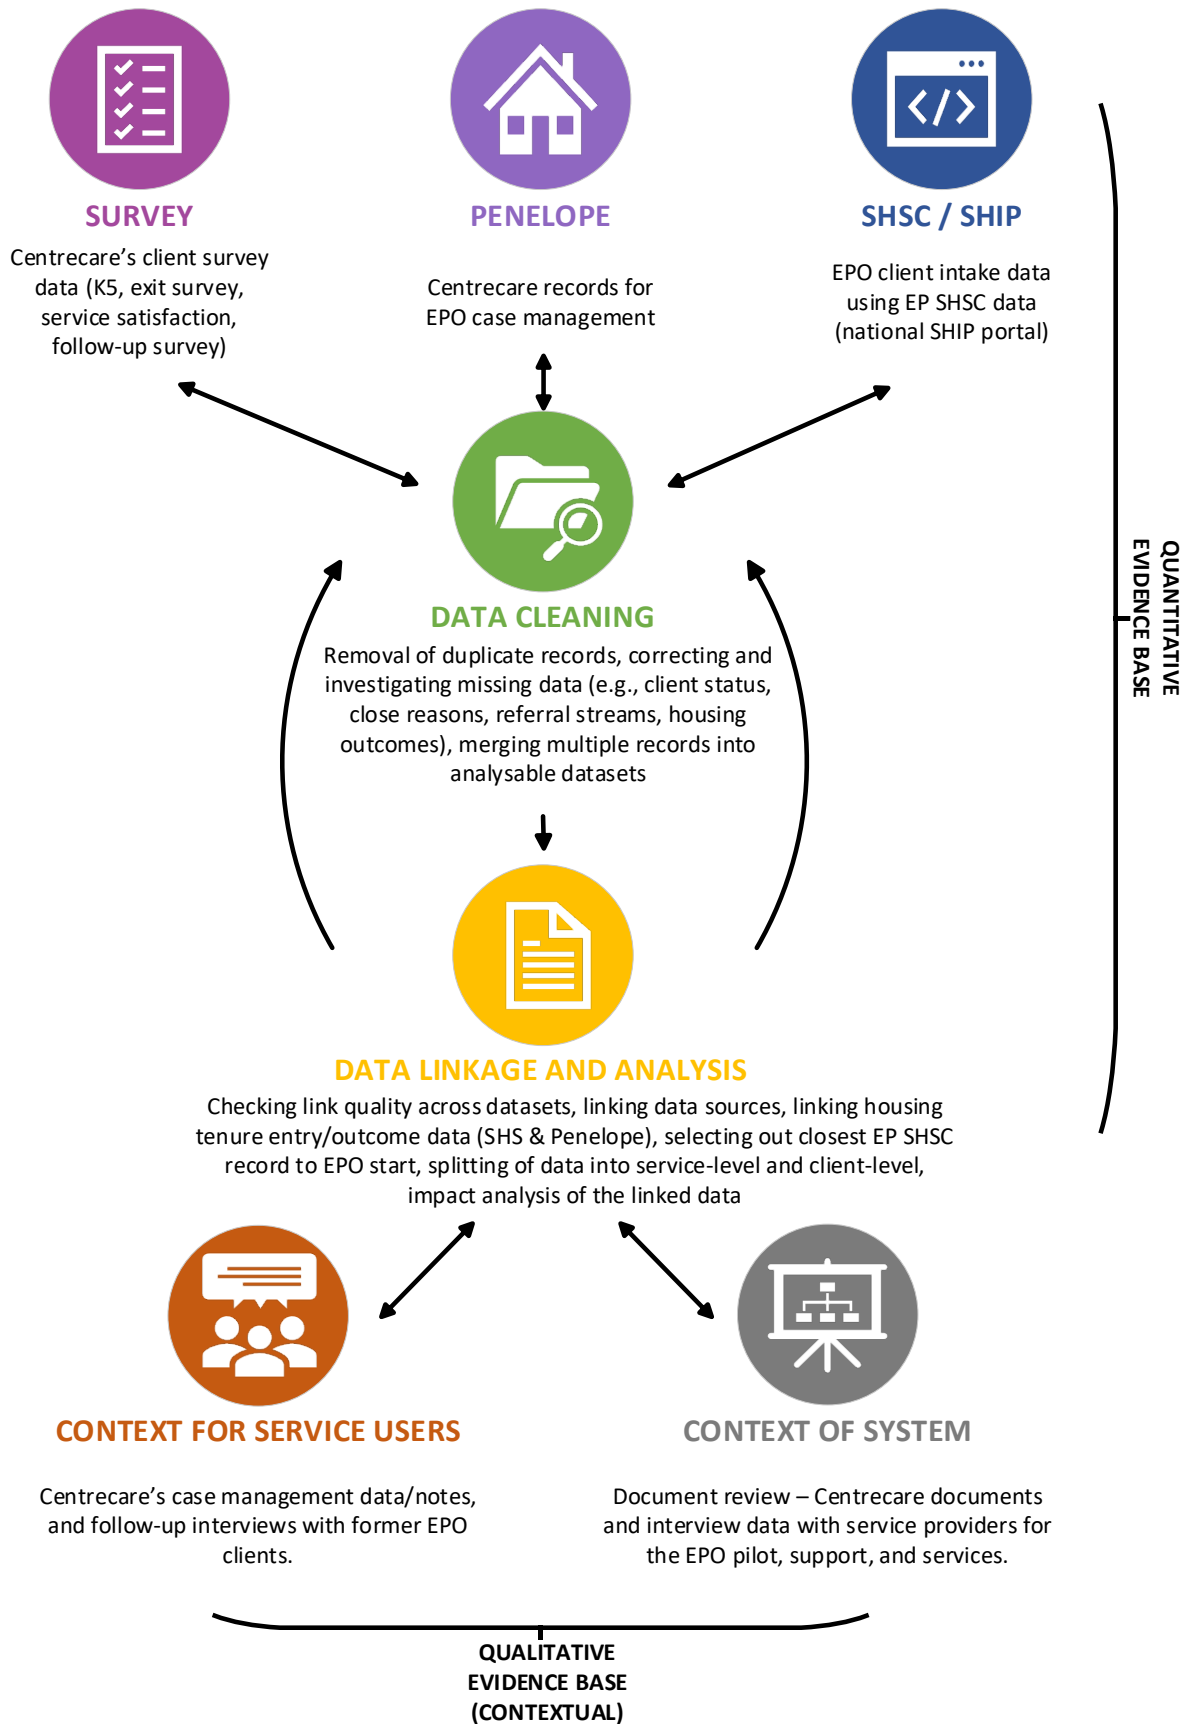 SURVEY
Centrecare’s client survey
data (K5, exit survey,
service satisfaction,
follow-up survey)
PENELOPE
Centrecare records for
EPO case management
</>
SHSC / SHIP
EPO client intake data
using EP SHSC data
(national SHIP portal)
QUANTITATIVE
EVIDENCE BASE
DATA CLEANING
Removal of duplicate records, correcting and
investigating missing data (e.g., client status,
close reasons, referral streams, housing
outcomes), merging multiple records into
analysable datasets
DATA LINKAGE AND ANALYSIS
Checking link quality across datasets, linking data sources, linking housing
tenure entry/outcome data (SHS & Penelope), selecting out closest EP SHSC
record to EPO start, splitting of data into service-level and client-level,
impact analysis of the linked data
CONTEXT FOR SERVICE USERS
Centrecare’s case management data/notes,
and follow-up interviews with former EPO
clients.
CONTEXT OF SYSTEM
Document review – Centrecare documents
and interview data with service providers for
the EPO pilot, support, and services.
QUALITATIVE
EVIDENCE BASE
(CONTEXTUAL)